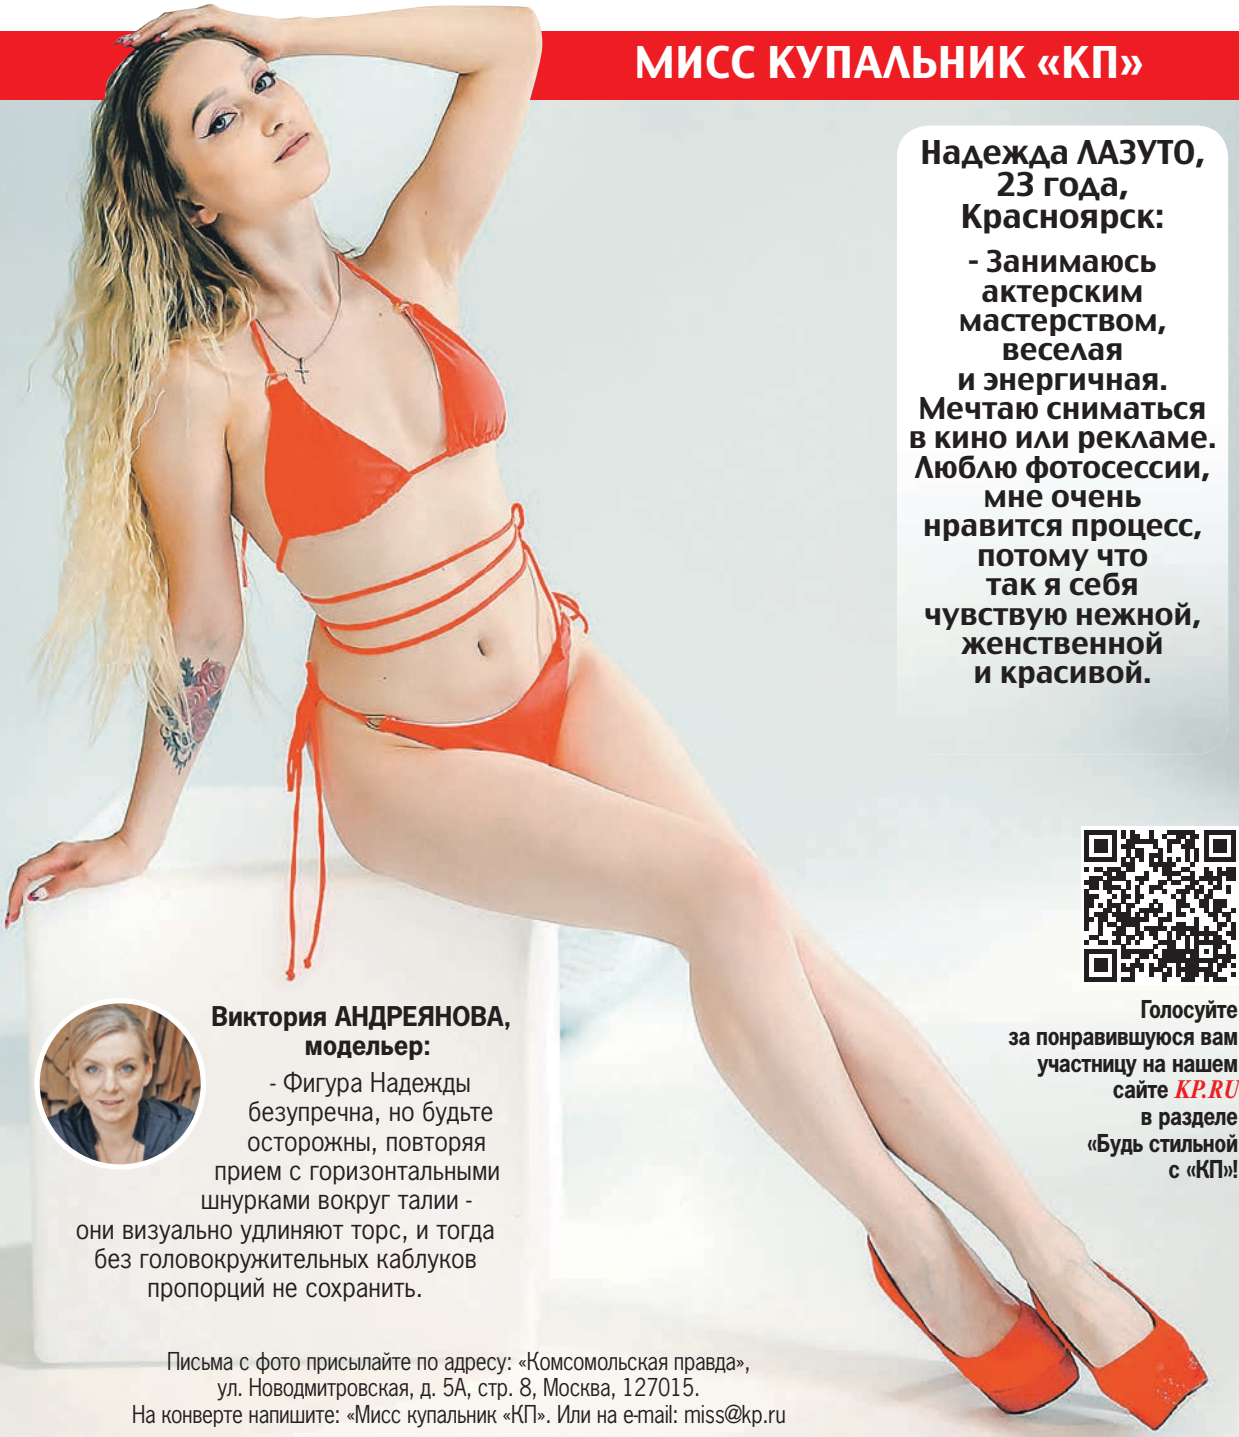 МИСС КУПАЛЬНИК «КП»
Надежда ЛАЗУТО,
23 года,
Красноярск:
- Занимаюсь
актерским
мастерством,
веселая
и энергичная.
Мечтаю сниматься
в кино или рекламе.
Люблю фотосессии,
мне очень
нравится процесс,
потому что
так я себя
чувствую нежной,
женственной
и красивой.
Голосуйте
за понравившуюся вам
участницу на нашем
сайте KP.RU
в разделе
«Будь стильной
с «КП»!
Виктория АНДРЕЯНОВА,
модельер:
- Фигура Надежды
безупречна, но будьте
осторожны, повторяя
прием с горизонтальными
шнурками вокруг талии -
они визуально удлиняют торс, и тогда
без головокружительных каблуков
пропорций не сохранить.
Письма с фото присылайте по адресу: «Комсомольская правда»,
ул. Новодмитровская, д. 5А, стр. 8, Москва, 127015.
На конверте напишите: «Мисс купальник «КП». Или на e-mail: miss@kp.ru